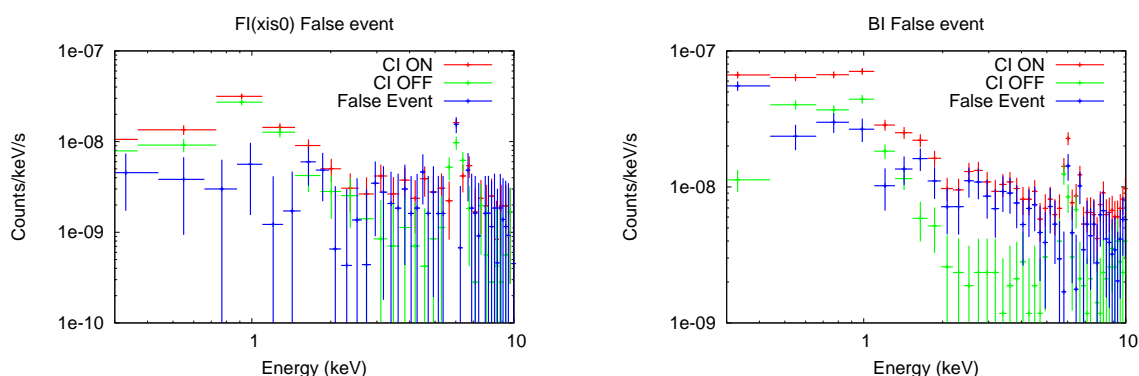 FI(xis0) False event
1e-07
1e-08
1e-09
1e-10
Counts/keV/s
CI ON
CI OFF
False Event
1
10
Energy (keV)
BI False event
1e-07
1e-08
1e-09
Counts/keV/s
CI ON
CI OFF
False Event
1
10
Energy (keV)